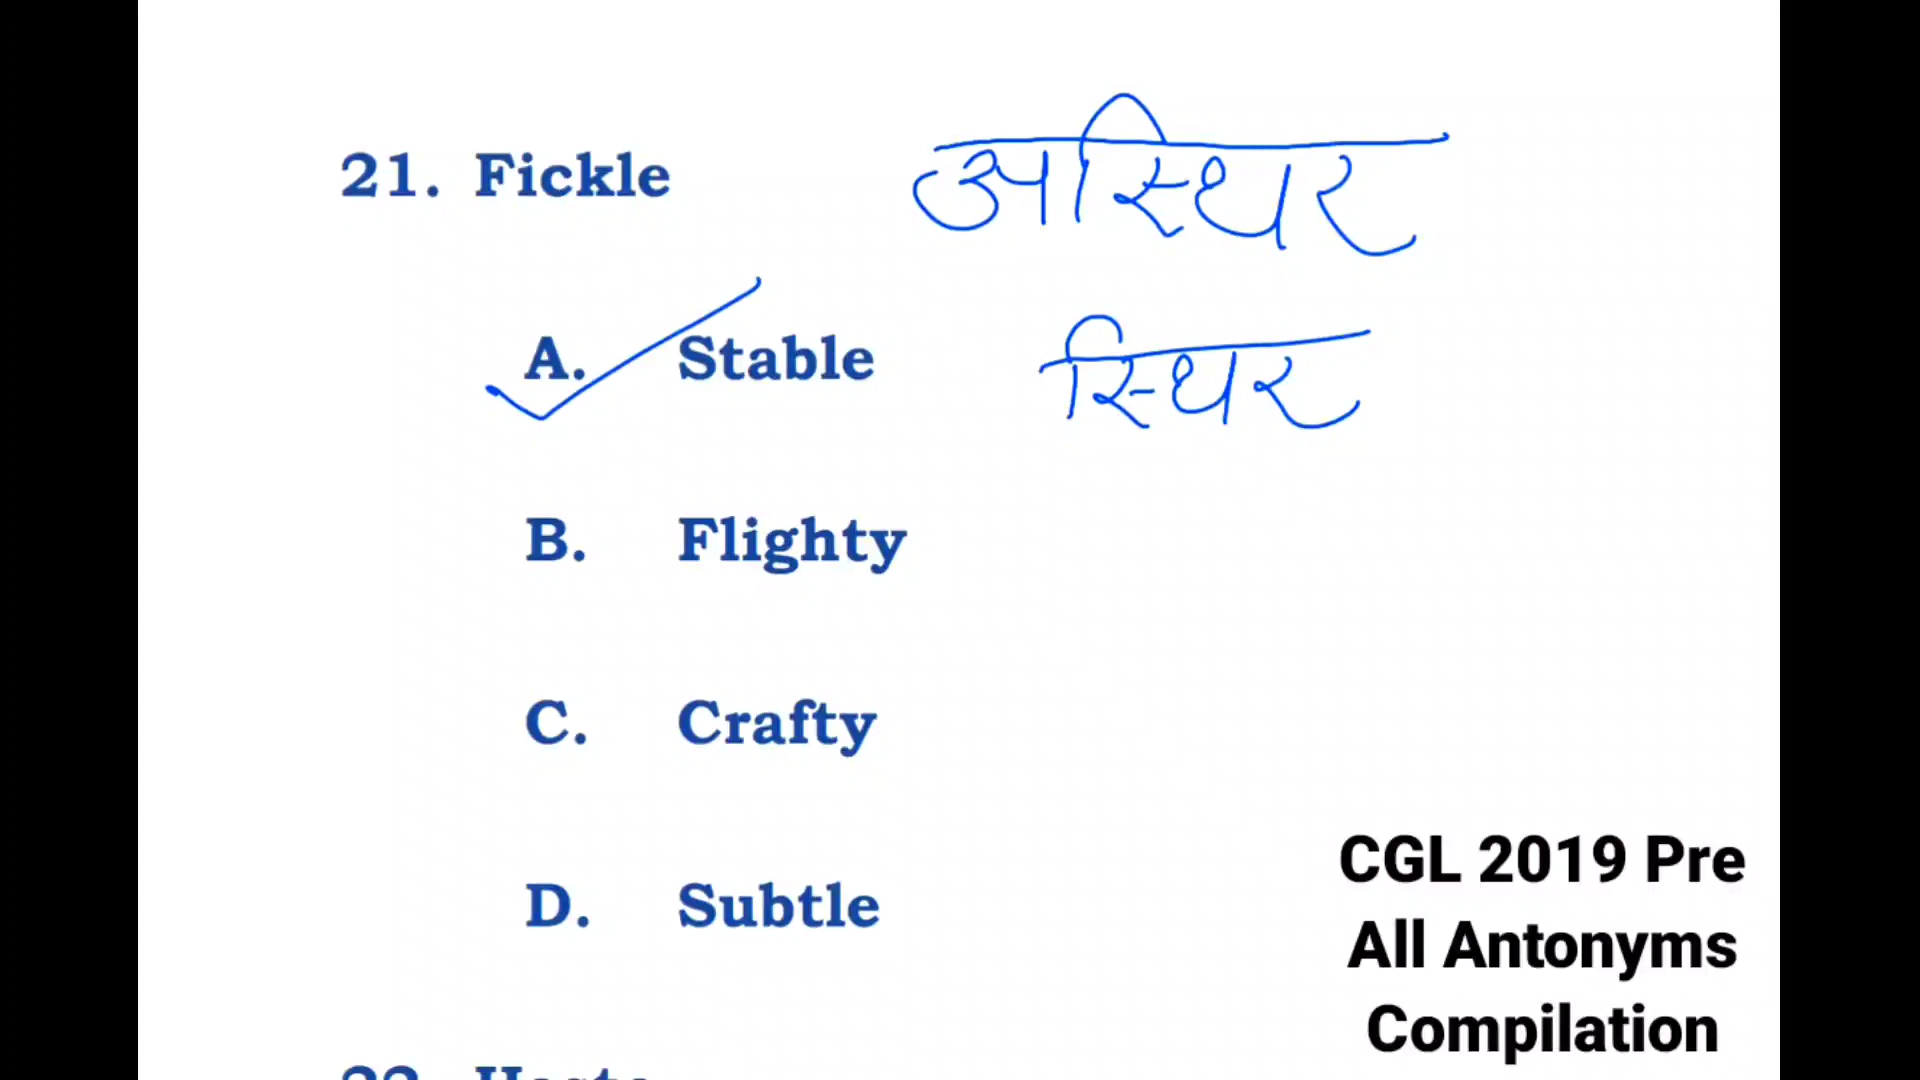 21. Fickle अस्थिर
A. Stable स्थिर
B. Flighty
C. Crafty
D. Subtle
CGL 2019 Pre
All Antonyms
Compilation